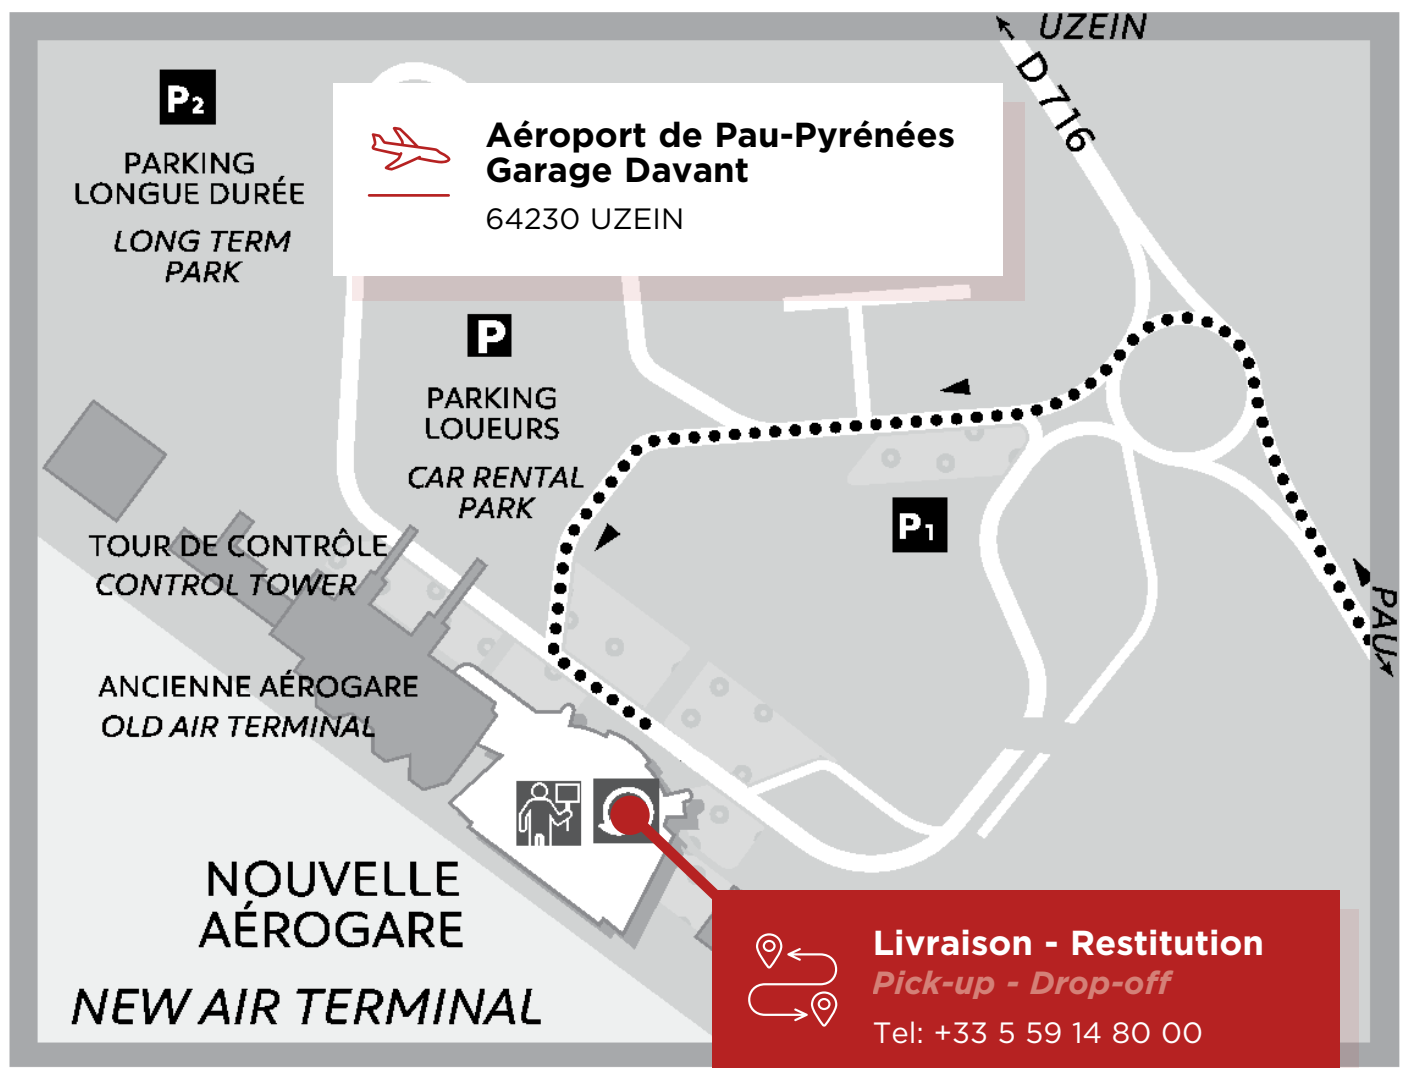 UZEIN
D 716
P2
PARKING
LONGUE DURÉE
LONG TERM
PARK
Aéroport de Pau-Pyrénées
Garage Davant
64230 UZEIN
P
PARKING
LOUEURS
CAR RENTAL
PARK
P1
TOUR DE CONTRÔLE
CONTROL TOWER
PAU
ANCIENNE AÉROGARE
OLD AIR TERMINAL
NOUVELLE
AÉROGARE
NEW AIR TERMINAL
Livraison - Restitution
Pick-up - Drop-off
Tel: +33 5 59 14 80 00